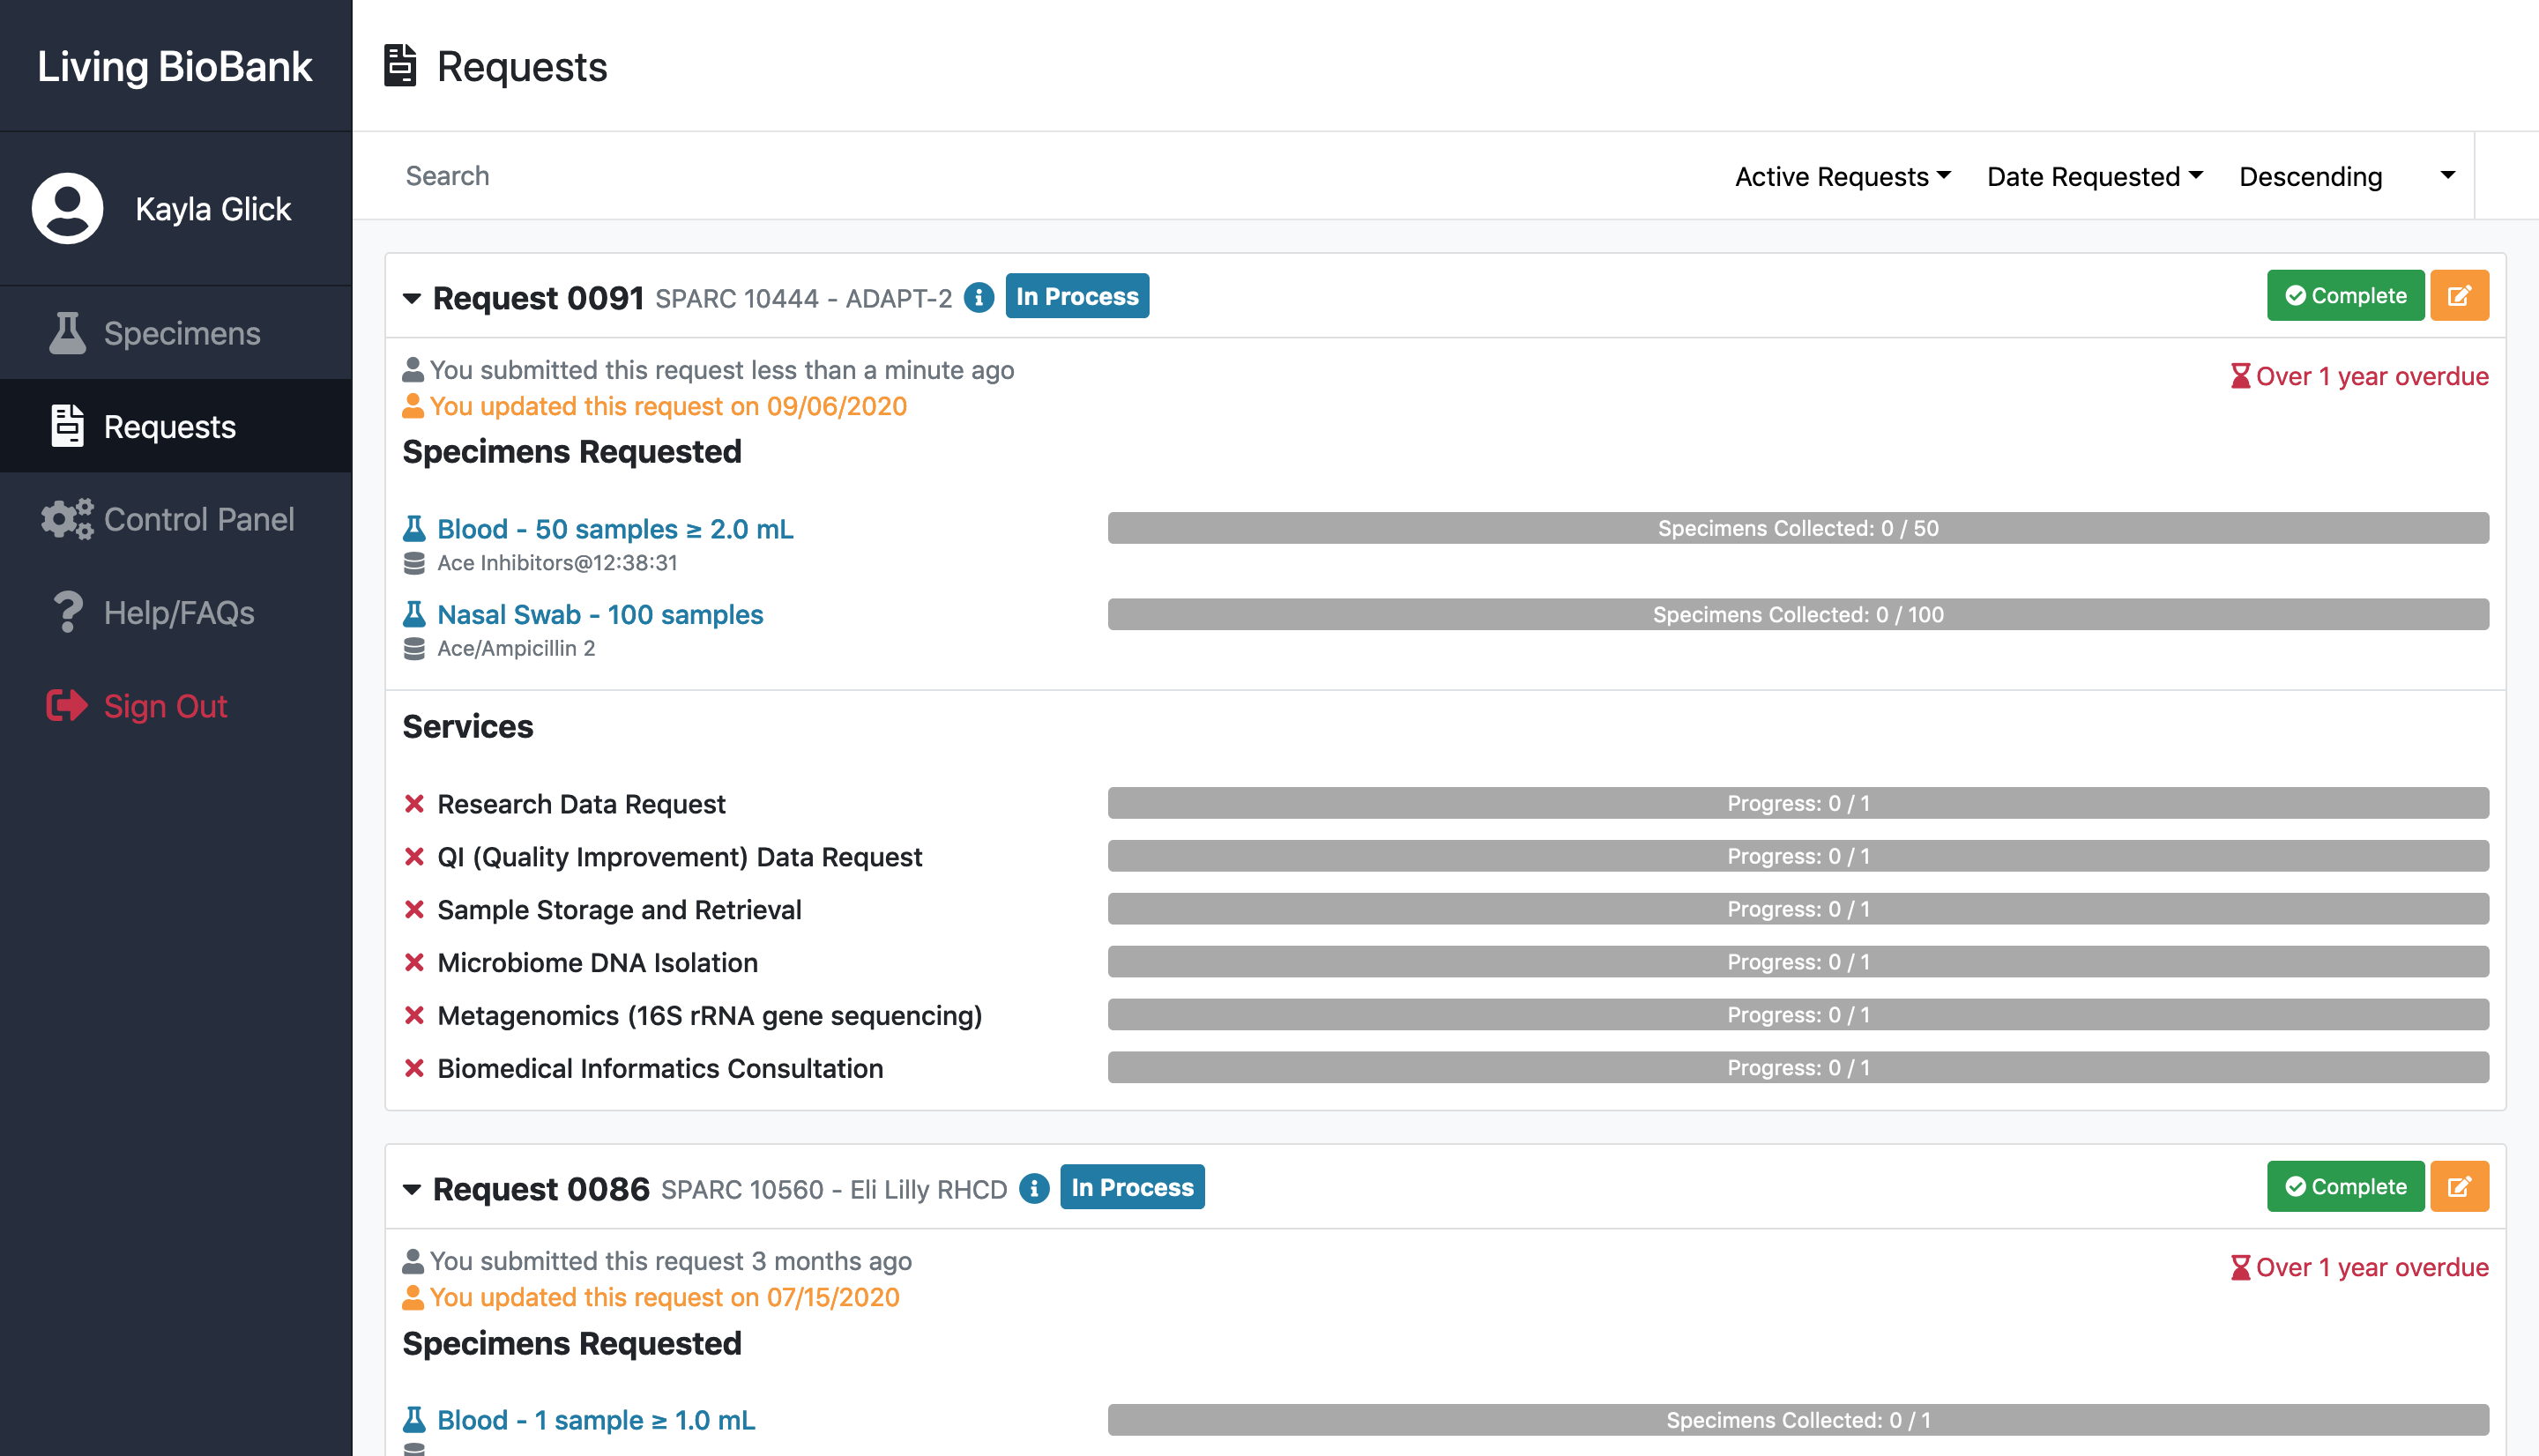 Living BioBank
Requests
Kayla Glick
Search
Active Requests
Date Requested
Descending
Specimens
Requests
Control Panel
Help/FAQs
Sign Out
Request 0091 SPARC 10444 - ADAPT-2 In Process
Complete
You submitted this request less than a minute ago
Over 1 year overdue
You updated this request on 09/06/2020
Specimens Requested
Blood - 50 samples ≥ 2.0 mL
Specimens Collected: 0 / 50
Ace Inhibitors@12:38:31
Nasal Swab - 100 samples
Specimens Collected: 0 / 100
Ace/Ampicillin 2
Services
Research Data Request
Progress: 0 / 1
QI (Quality Improvement) Data Request
Progress: 0 / 1
Sample Storage and Retrieval
Progress: 0 / 1
Microbiome DNA Isolation
Progress: 0 / 1
Metagenomics (16S rRNA gene sequencing)
Progress: 0 / 1
Biomedical Informatics Consultation
Progress: 0 / 1
Request 0086 SPARC 10560 - Eli Lilly RHCD In Process
Complete
You submitted this request 3 months ago
Over 1 year overdue
You updated this request on 07/15/2020
Specimens Requested
Blood - 1 sample ≥ 1.0 mL
Specimens Collected: 0 / 1